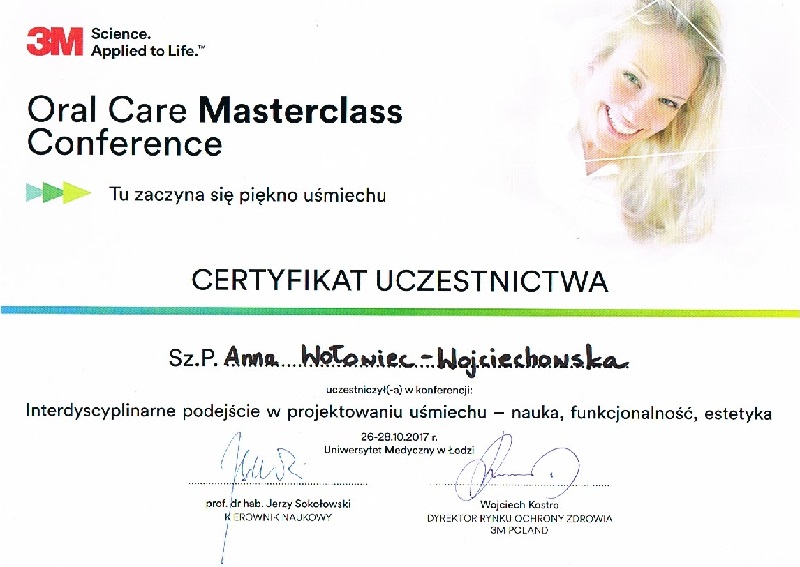 3M Science.
Applied to Life.™
Oral Care Masterclass
Conference
Tu zaczyna się piękno uśmiechu
CERTYFIKAT UCZESTNICTWA
Sz.P. Anna Wołowiec-Wojciechowska
uczestniczył(-a) w konferencji:
Interdyscyplinarne podejście w projektowaniu uśmiechu – nauka, funkcjonalność, estetyka
26-28.10.2017 r.
Uniwersytet Medyczny w Łodzi
prof. dr hab. Jerzy Sokołowski
KIEROWNIK NAUKOWY
Wojciech Kostro
DYREKTOR RYNKU OCHRONY ZDROWIA
3M POLAND